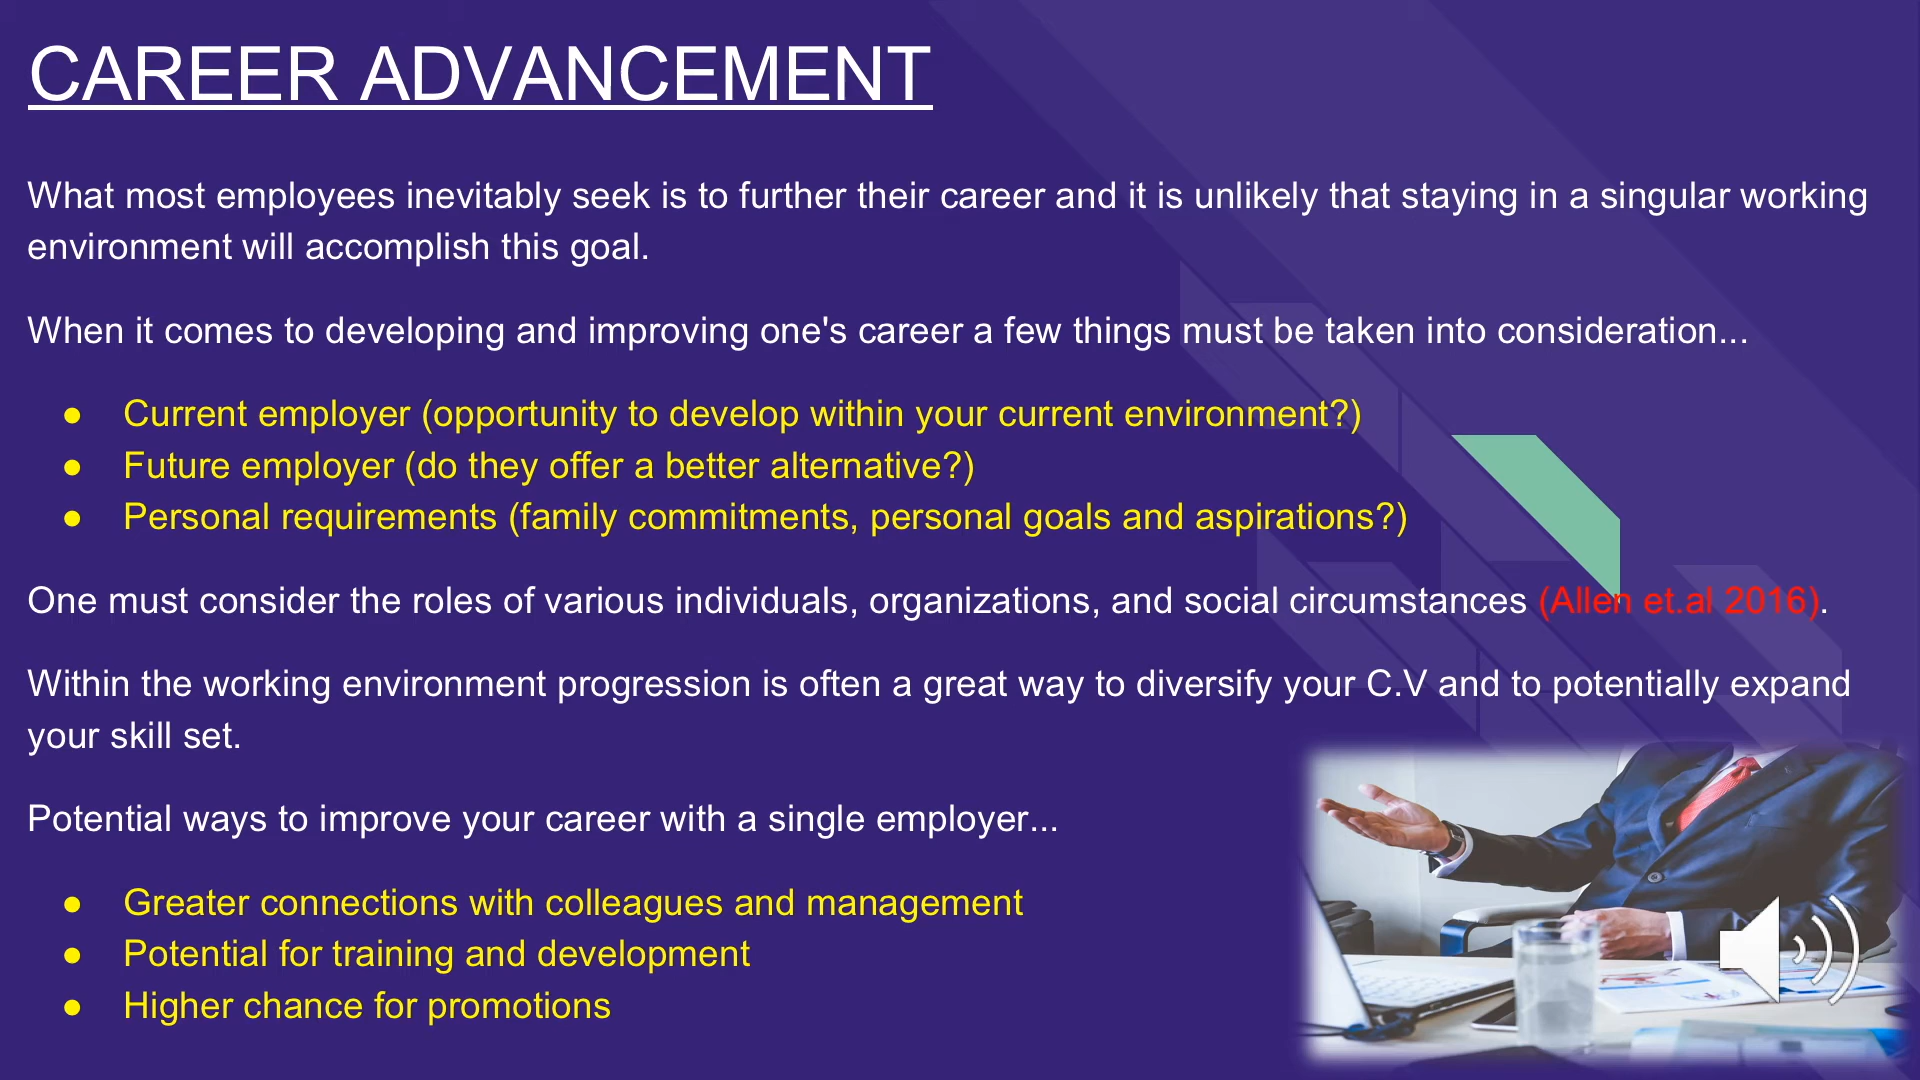 CAREER ADVANCEMENT
What most employees inevitably seek is to further their career and it is unlikely that staying in a singular working
environment will accomplish this goal.
When it comes to developing and improving one's career a few things must be taken into consideration...
● Current employer (opportunity to develop within your current environment?)
● Future employer (do they offer a better alternative?)
● Personal requirements (family commitments, personal goals and aspirations?)
One must consider the roles of various individuals, organizations, and social circumstances (Allen et.al 2016).
Within the working environment progression is often a great way to diversify your C.V and to potentially expand
your skill set.
Potential ways to improve your career with a single employer...
● Greater connections with colleagues and management
● Potential for training and development
● Higher chance for promotions